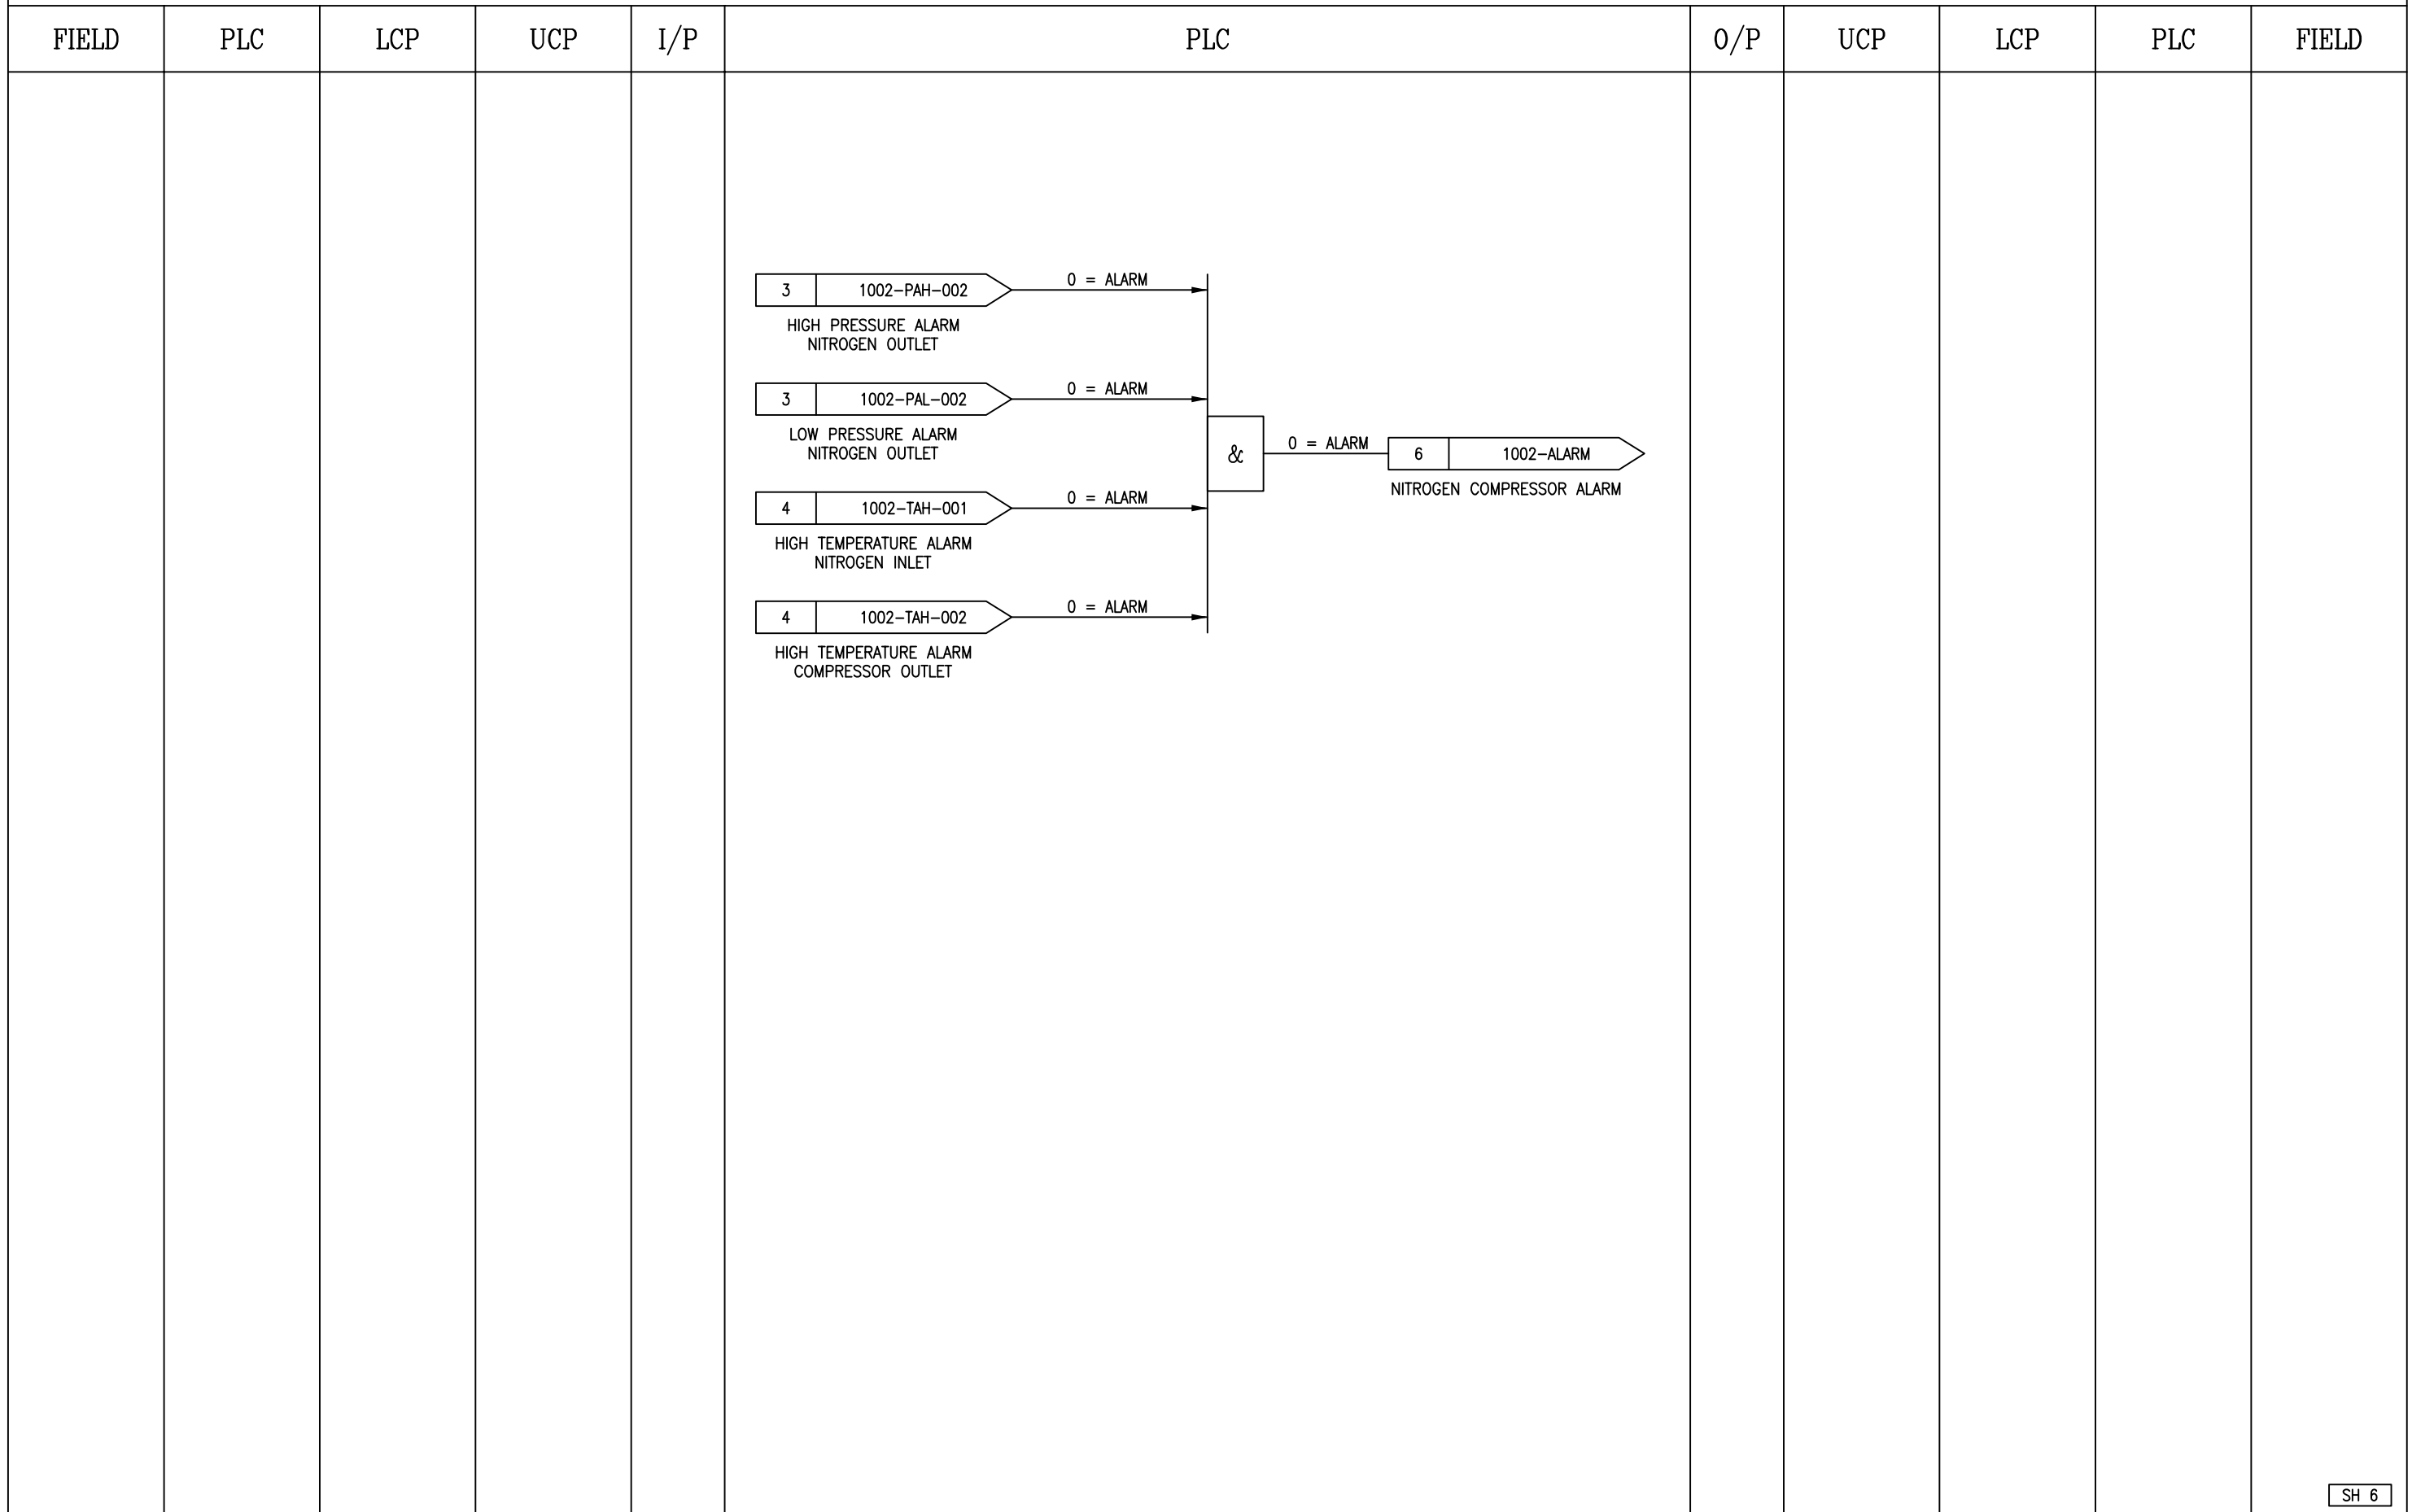 FIELD PLC LCP UCP I/P PLC O/P UCP LCP PLC FIELD
3 1002-PAH-002 0 = ALARM
HIGH PRESSURE ALARM
NITROGEN OUTLET
3 1002-PAL-002 0 = ALARM
LOW PRESSURE ALARM
NITROGEN OUTLET
& 0 = ALARM 6 1002-ALARM
NITROGEN COMPRESSOR ALARM
4 1002-TAH-001 0 = ALARM
HIGH TEMPERATURE ALARM
NITROGEN INLET
4 1002-TAH-002 0 = ALARM
HIGH TEMPERATURE ALARM
COMPRESSOR OUTLET
SH 6